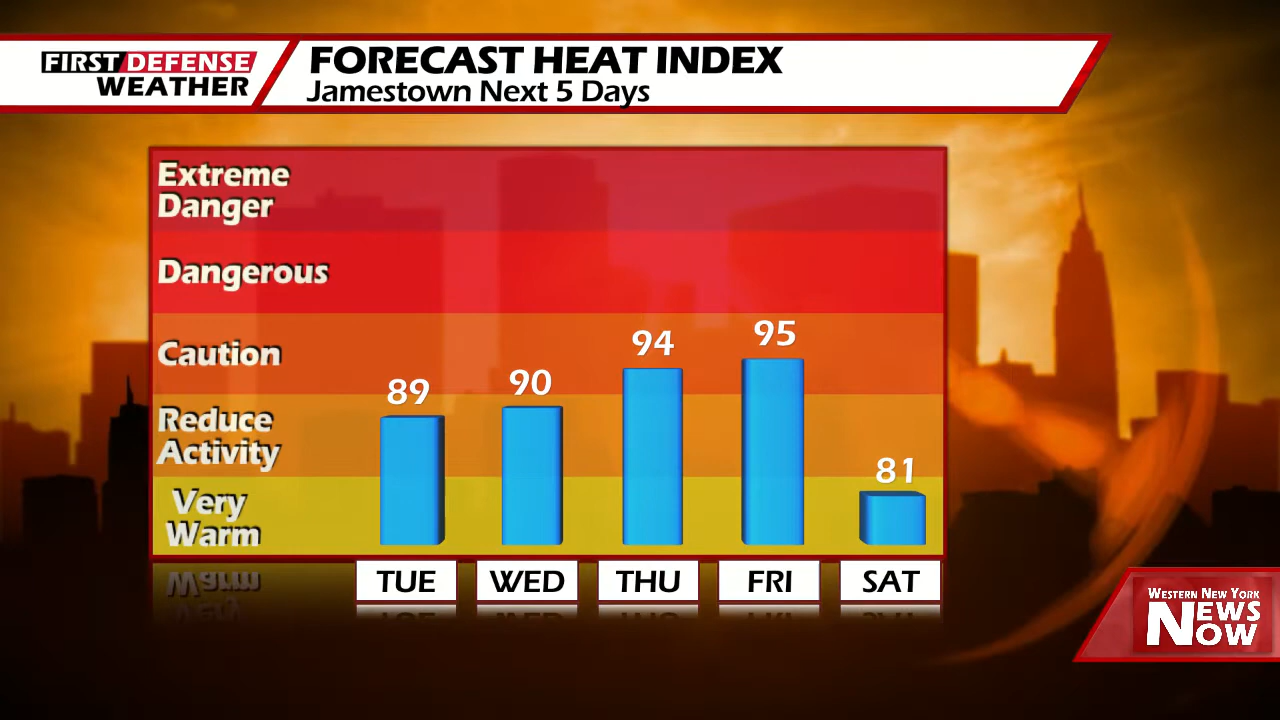 FIRST DEFENSE
WEATHER
FORECAST HEAT INDEX
Jamestown Next 5 Days
Extreme
Danger
Dangerous
Caution
Reduce
Activity
Very
Warm
89
90
94
95
81
TUE
WED
THU
FRI
SAT
WESTERN NEW YORK
NEWS
NOW